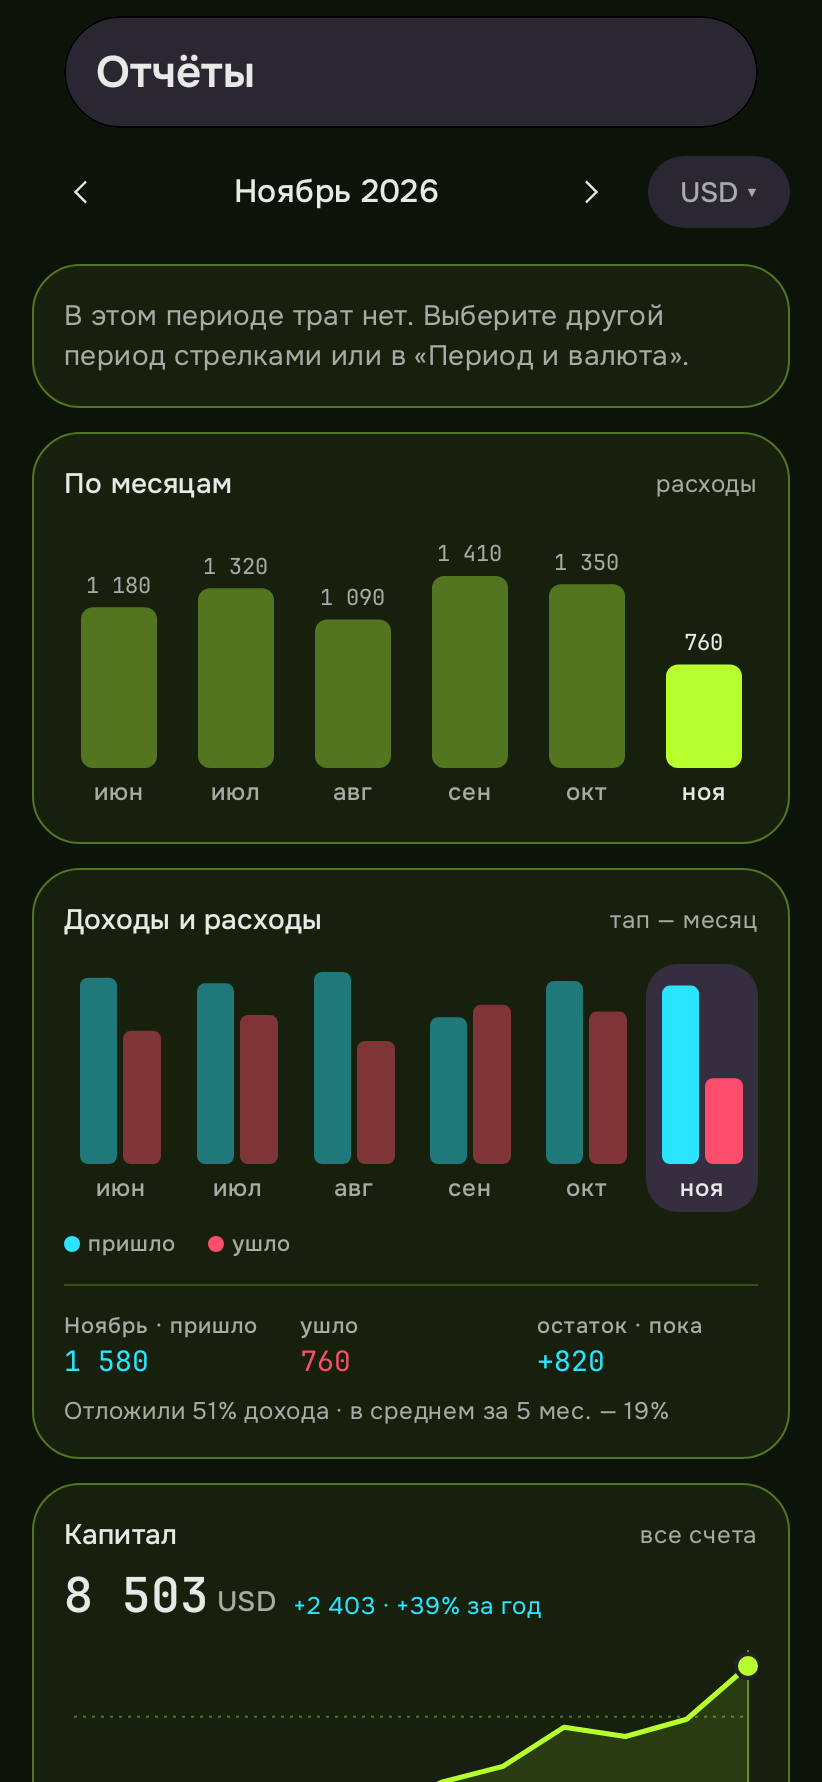 Отчёты
Ноябрь 2026
USD ▾
В этом периоде трат нет. Выберите другой
период стрелками или в «Период и валюта».
По месяцам
расходы
1 180 1 320 1 090 1 410 1 350 760
июн июл авг сен окт ноя
Доходы и расходы
тап — месяц
июн июл авг сен окт ноя
пришло ушло
Ноябрь · пришло ушло остаток · пока
1 580 760 +820
Отложили 51% дохода · в среднем за 5 мес. — 19%
Капитал
все счета
8 503 USD +2 403 · +39% за год